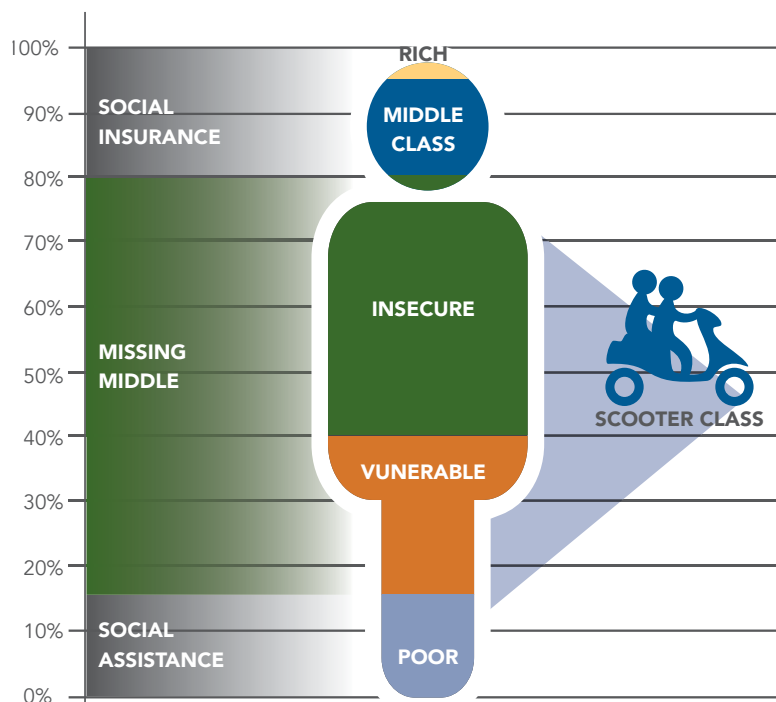 100%
90%
80%
70%
60%
50%
40%
30%
20%
10%
0%
SOCIAL
INSURANCE
MISSING
MIDDLE
SOCIAL
ASSISTANCE
RICH
MIDDLE
CLASS
INSECURE
VUNERABLE
POOR
SCOOTER CLASS